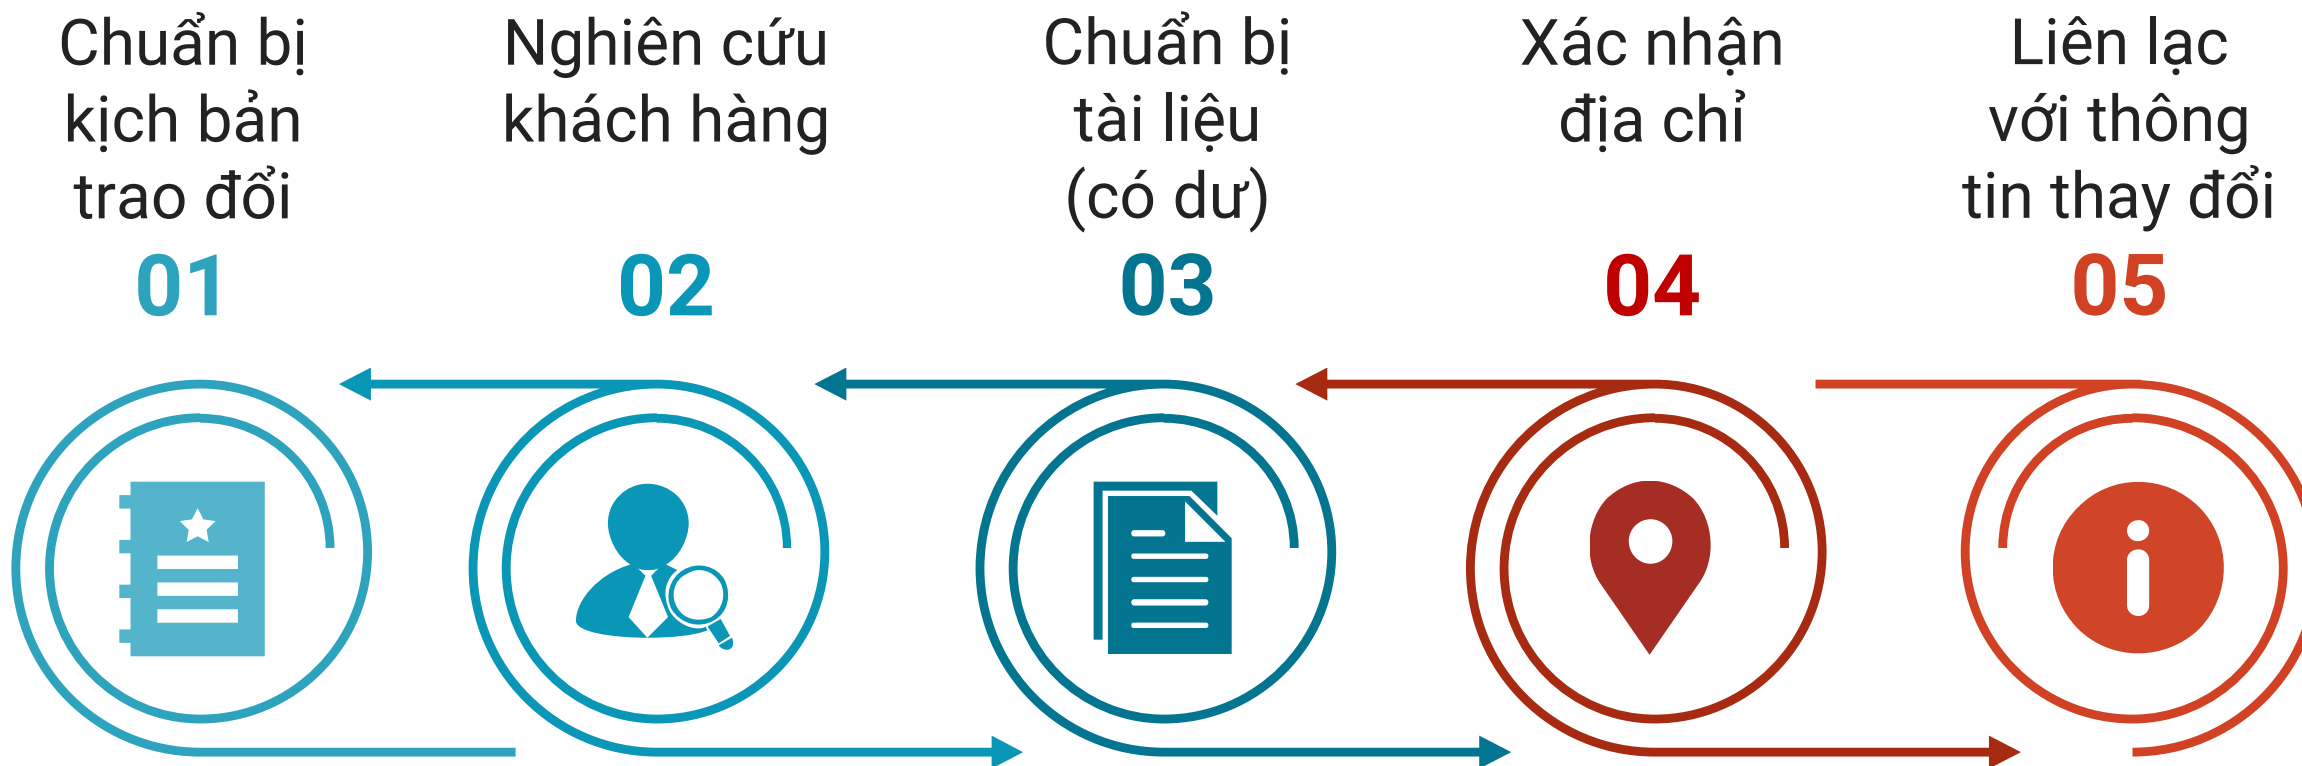 Chuẩn bị
kịch bản
trao đổi
01
Nghiên cứu
khách hàng
02
Chuẩn bị
tài liệu
(có dư)
03
Xác nhận
địa chỉ
04
Liên lạc
với thông
tin thay đổi
05